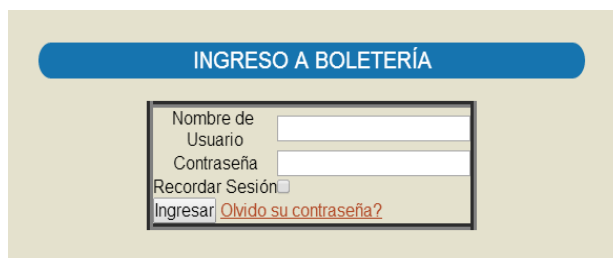 INGRESO A BOLETERÍA
Nombre de
Usuario
Contraseña
Recordar Sesión
Ingresar Olvido su contraseña?